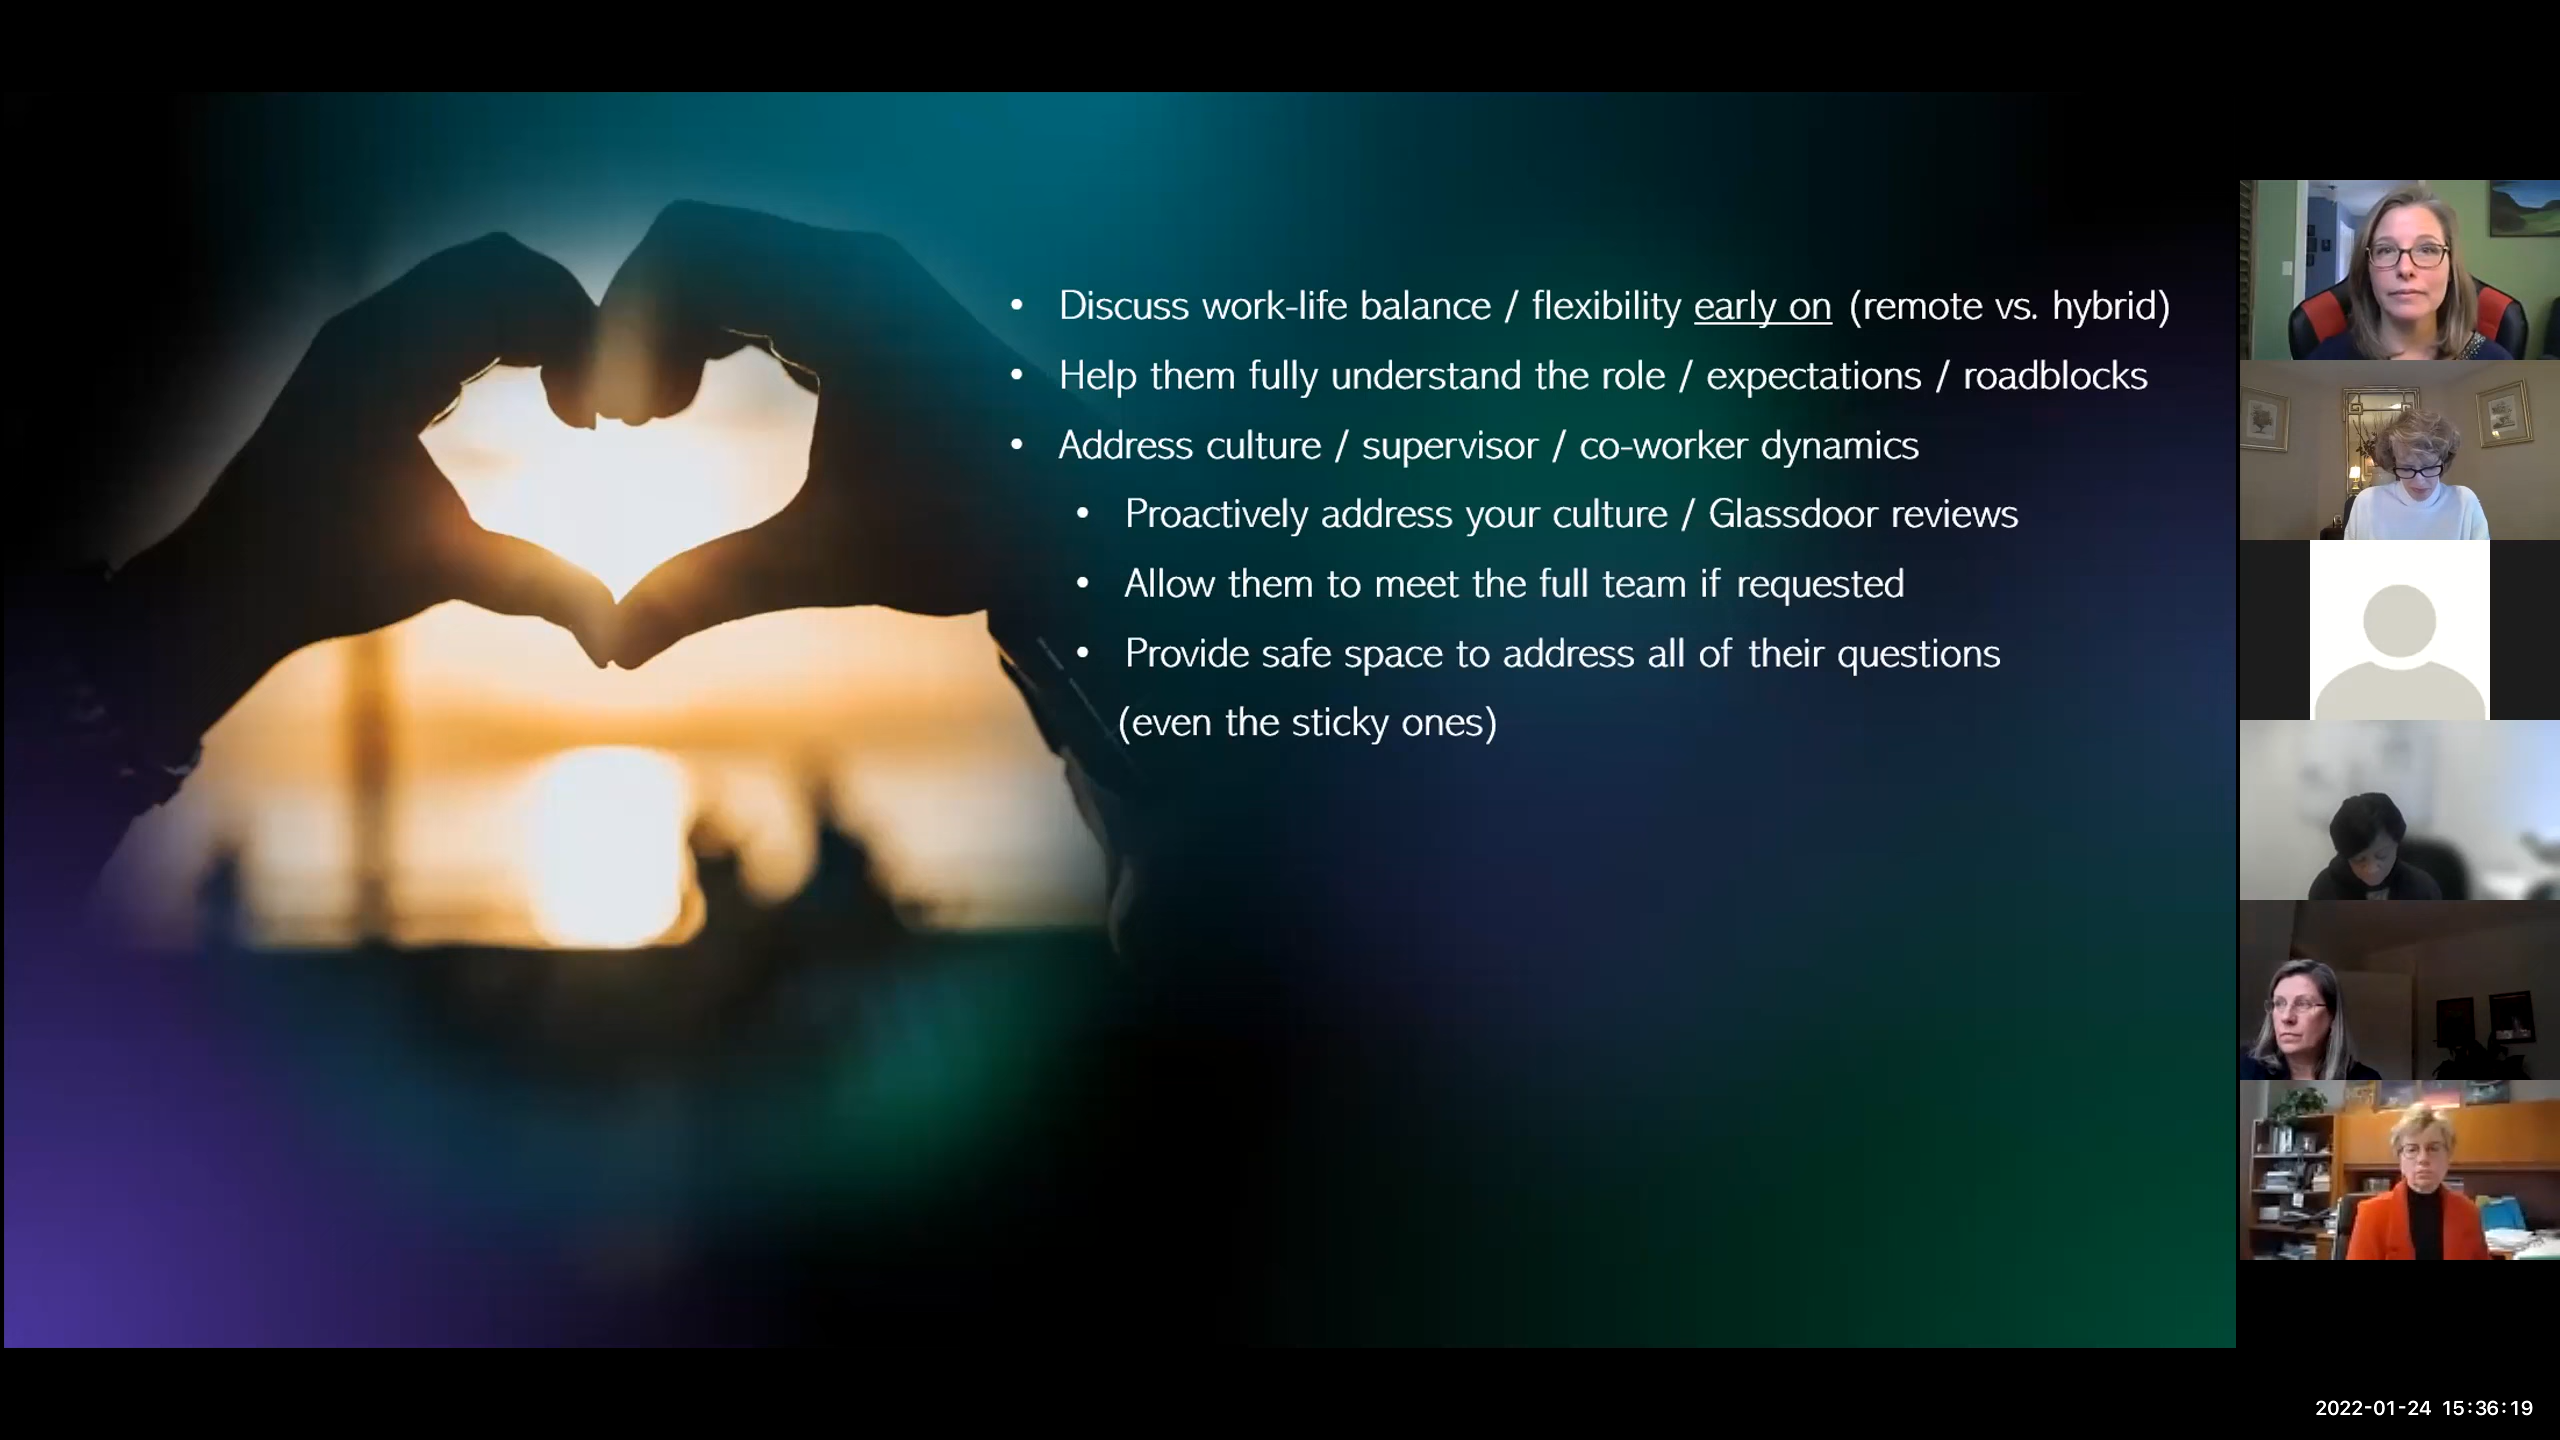 • Discuss work-life balance / flexibility early on (remote vs. hybrid)
• Help them fully understand the role / expectations / roadblocks
• Address culture / supervisor / co-worker dynamics
• Proactively address your culture / Glassdoor reviews
• Allow them to meet the full team if requested
• Provide safe space to address all of their questions
(even the sticky ones)
2022-01-24 15:36:19